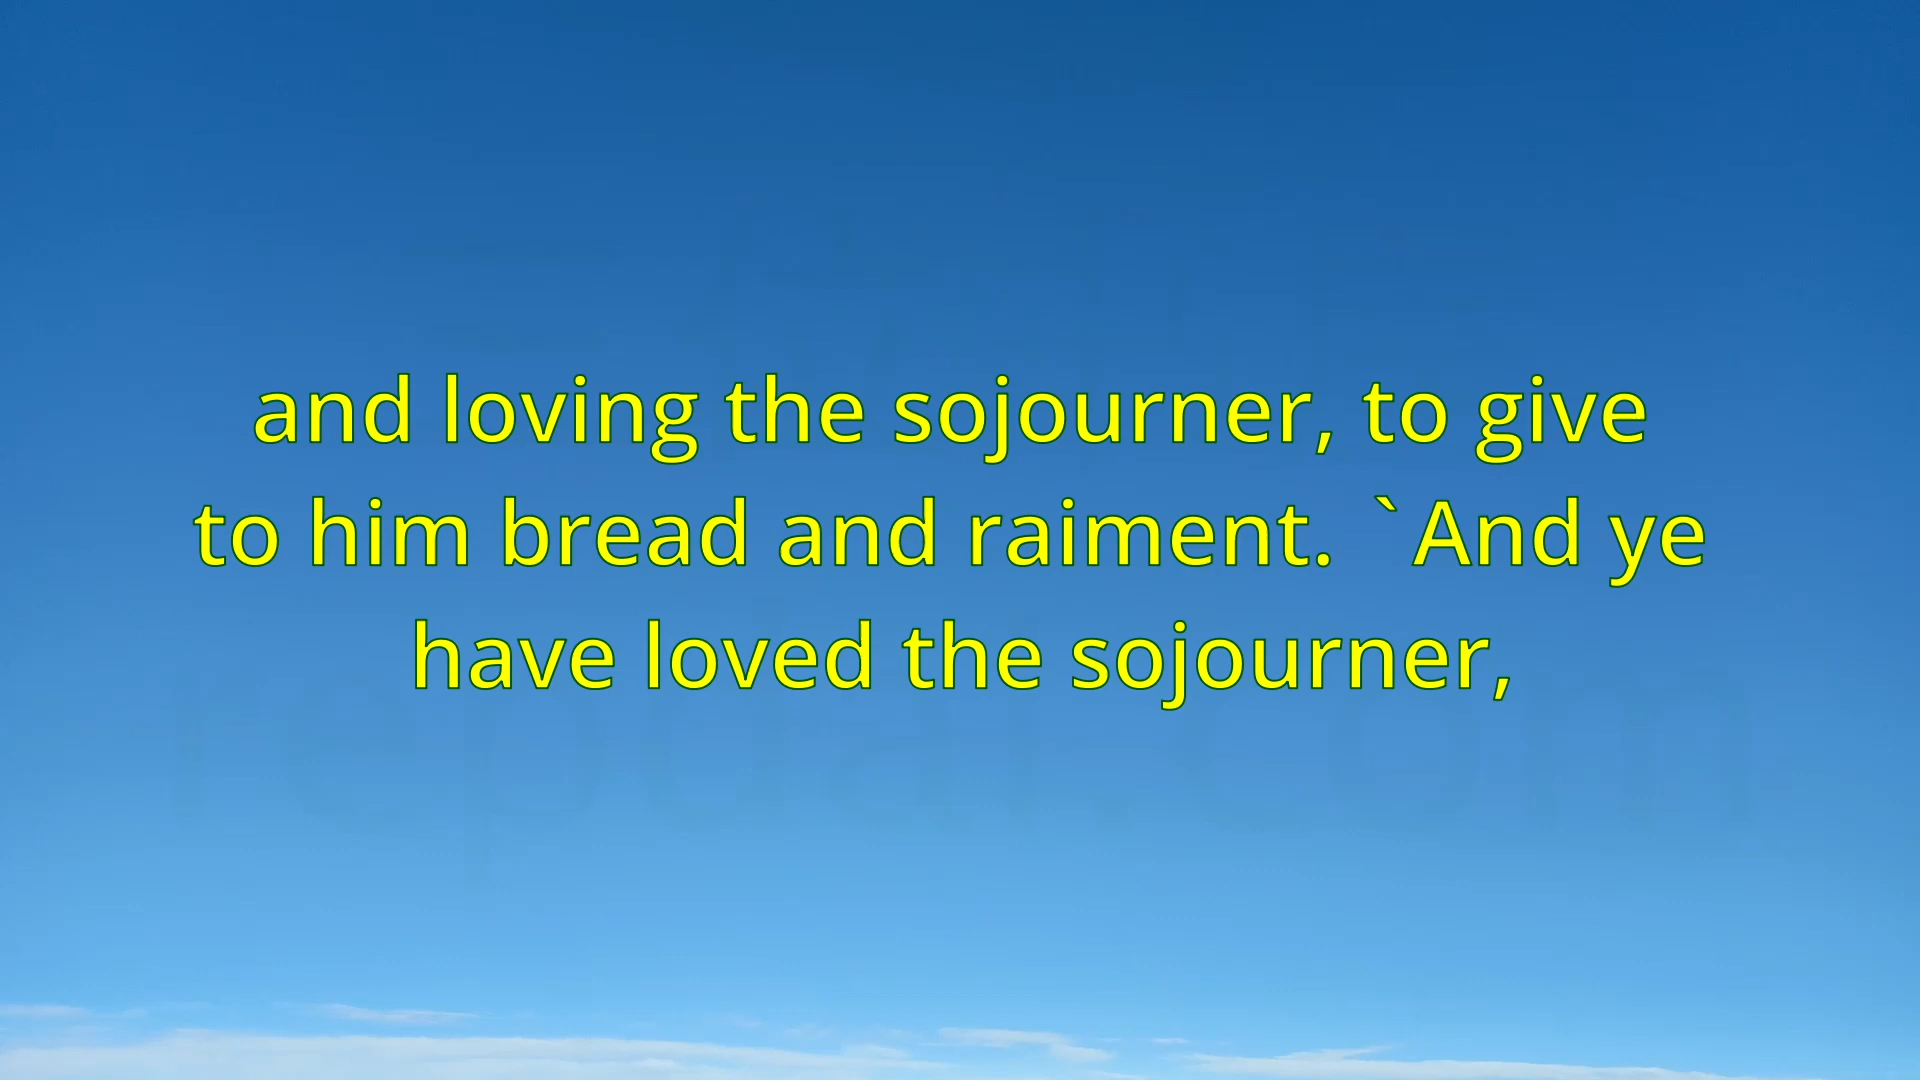 and loving the sojourner, to give
to him bread and raiment. `And ye
have loved the sojourner,